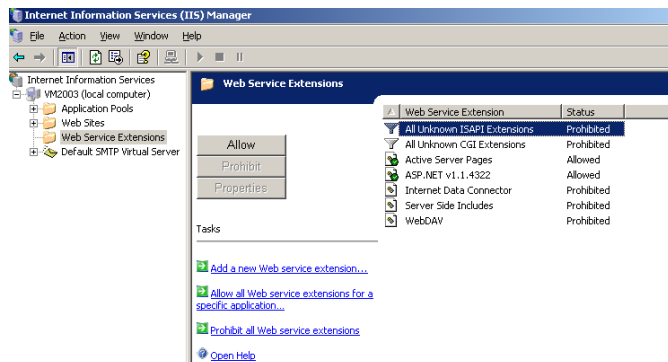 Internet Information Services (IIS) Manager
File Action View Window Help
Internet Information Services
VM2003 (local computer)
Application Pools
Web Sites
Web Service Extensions
Default SMTP Virtual Server
Web Service Extensions
Allow
Prohibit
Properties
Tasks
Add a new Web service extension...
Allow all Web service extensions for a
specific application...
Prohibit all Web service extensions
Open Help
Web Service Extension Status
All Unknown ISAPI Extensions Prohibited
All Unknown CGI Extensions Prohibited
Active Server Pages Allowed
ASP.NET v1.1.4322 Allowed
Internet Data Connector Prohibited
Server Side Includes Prohibited
WebDAV Prohibited